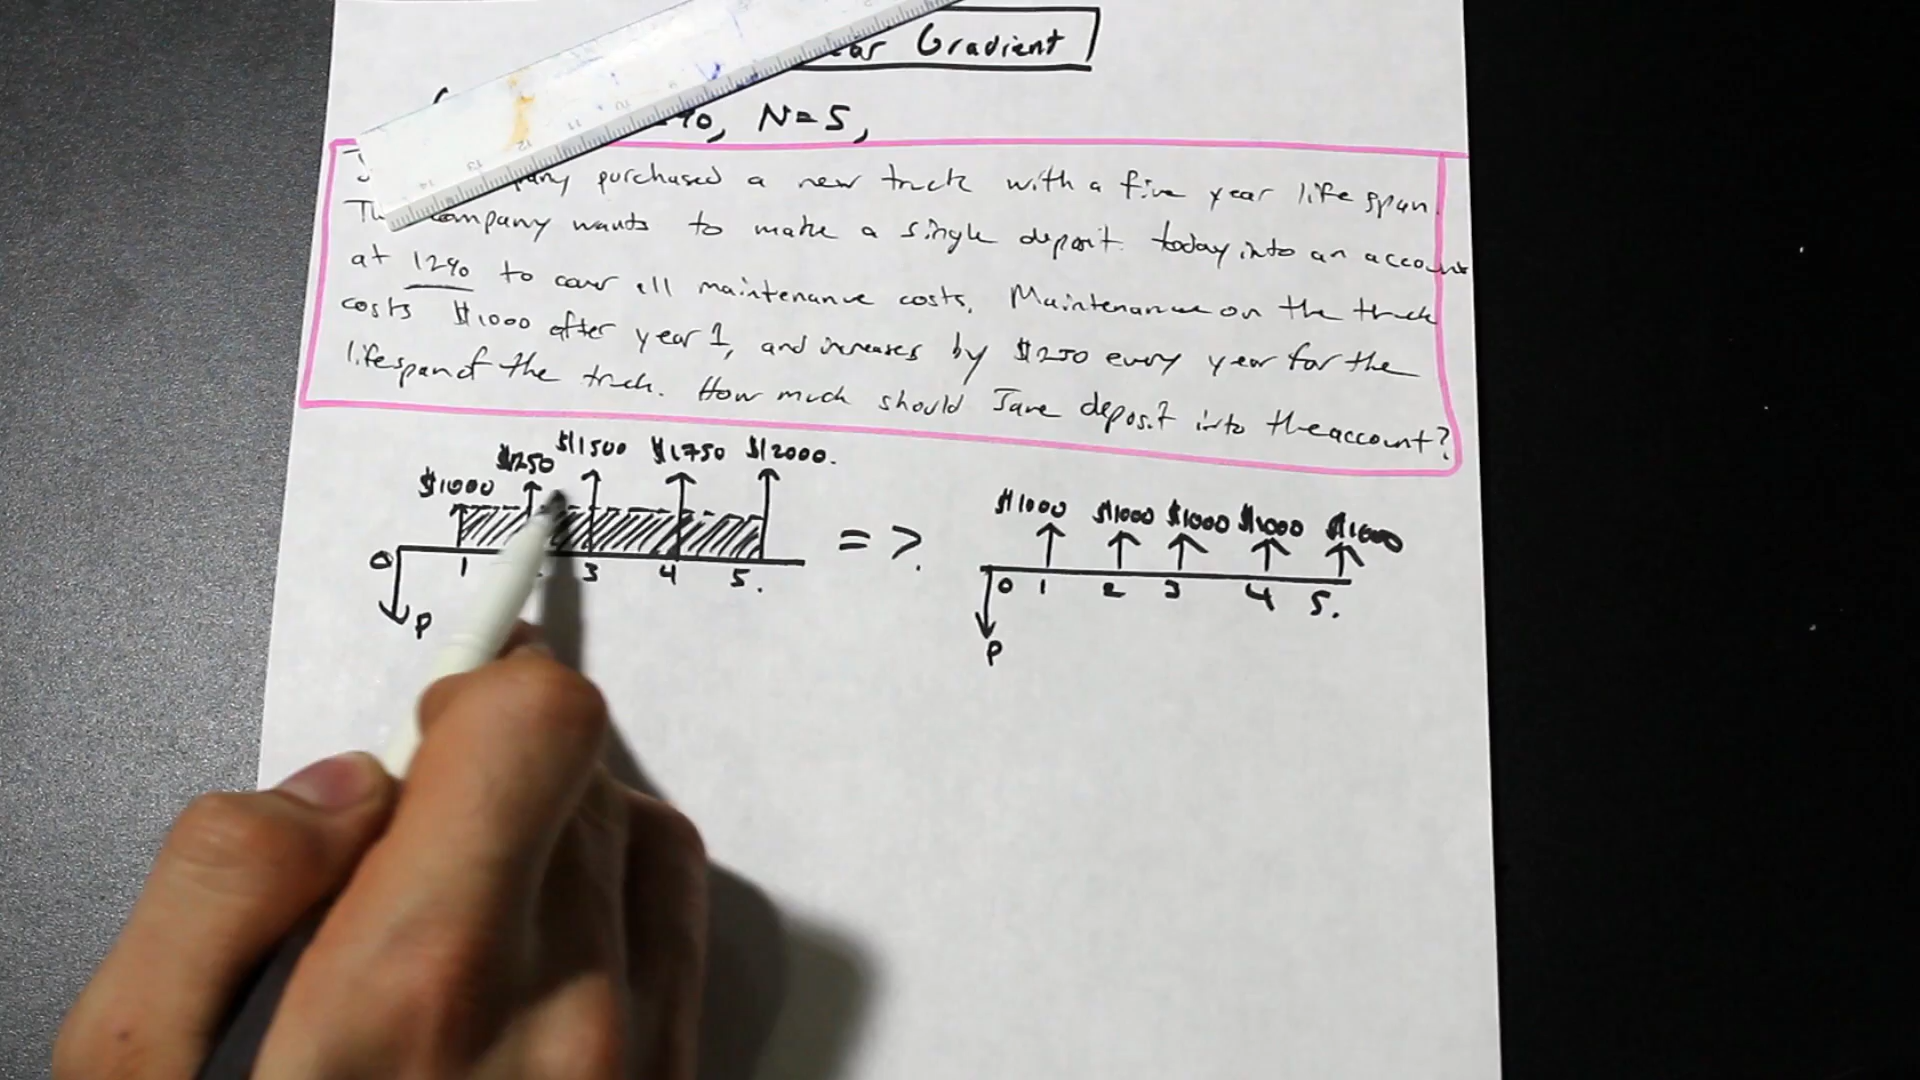 Gradient
N=5,
purchased a new truck with a five year life span.
company wants to make a single deposit today into an account
at 12% to cover all maintenance costs. Maintenance on the truck
costs $1000 after year 1, and increases by $250 every year for the
lifespan of the truck. How much should Jane deposit into the account?
$1000 $1500 $1750 $2000.
0 1 3 4 5.
P
=>
$1000 $1000 $1000 $1000 $1000
0 1 2 3 4 5.
P